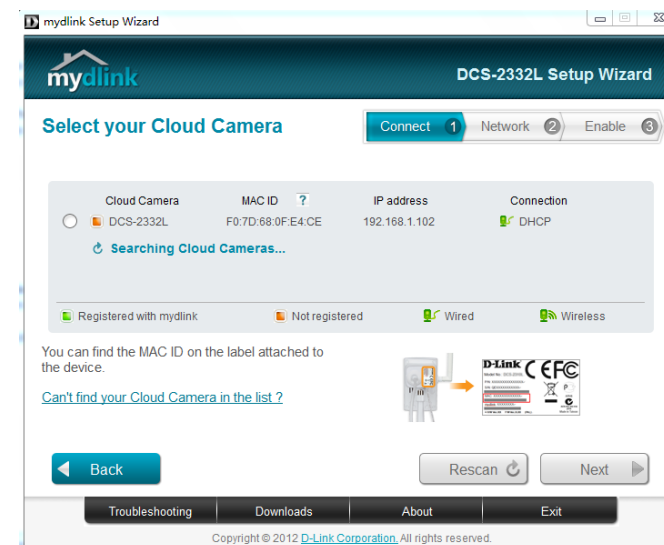 mydlink Setup Wizard
mydlink
DCS-2332L Setup Wizard
Select your Cloud Camera
Connect 1 Network 2 Enable 3
Cloud Camera MAC ID ? IP address Connection
DCS-2332L F0:7D:68:0F:E4:CE 192.168.1.102 DHCP
Searching Cloud Cameras...
Registered with mydlink Not registered Wired Wireless
You can find the MAC ID on the label attached to
the device.
D-Link CE FC
Can't find your Cloud Camera in the list ?
Back Rescan Next
Troubleshooting Downloads About Exit
Copyright © 2012 D-Link Corporation. All rights reserved.